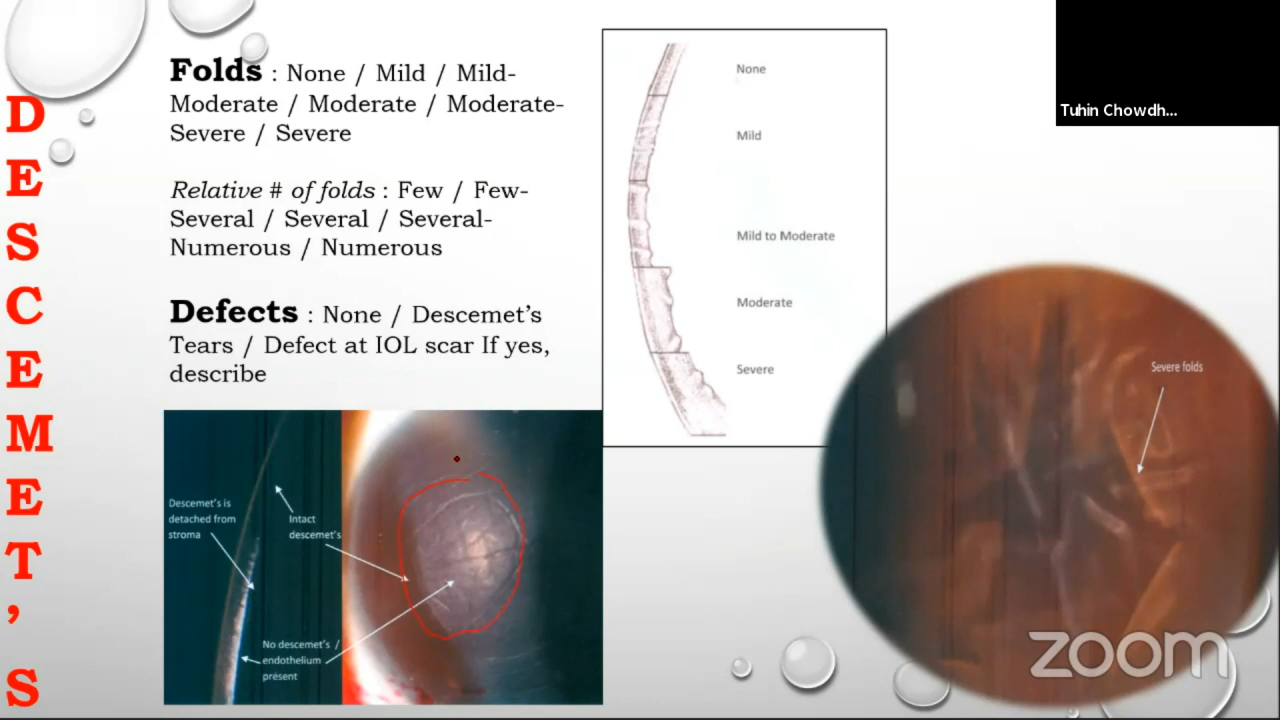 DESCEMET’S
Folds : None / Mild / Mild-
Moderate / Moderate / Moderate-
Severe / Severe
Relative # of folds : Few / Few-
Several / Several / Several-
Numerous / Numerous
Defects : None / Descemet’s
Tears / Defect at IOL scar If yes,
describe
Descemet’s is
detached from
stroma
Intact
descemet’s
No descemet’s /
endothelium
present
None
Mild
Mild to Moderate
Moderate
Severe
Tuhin Chowdh...
Severe folds
zoom